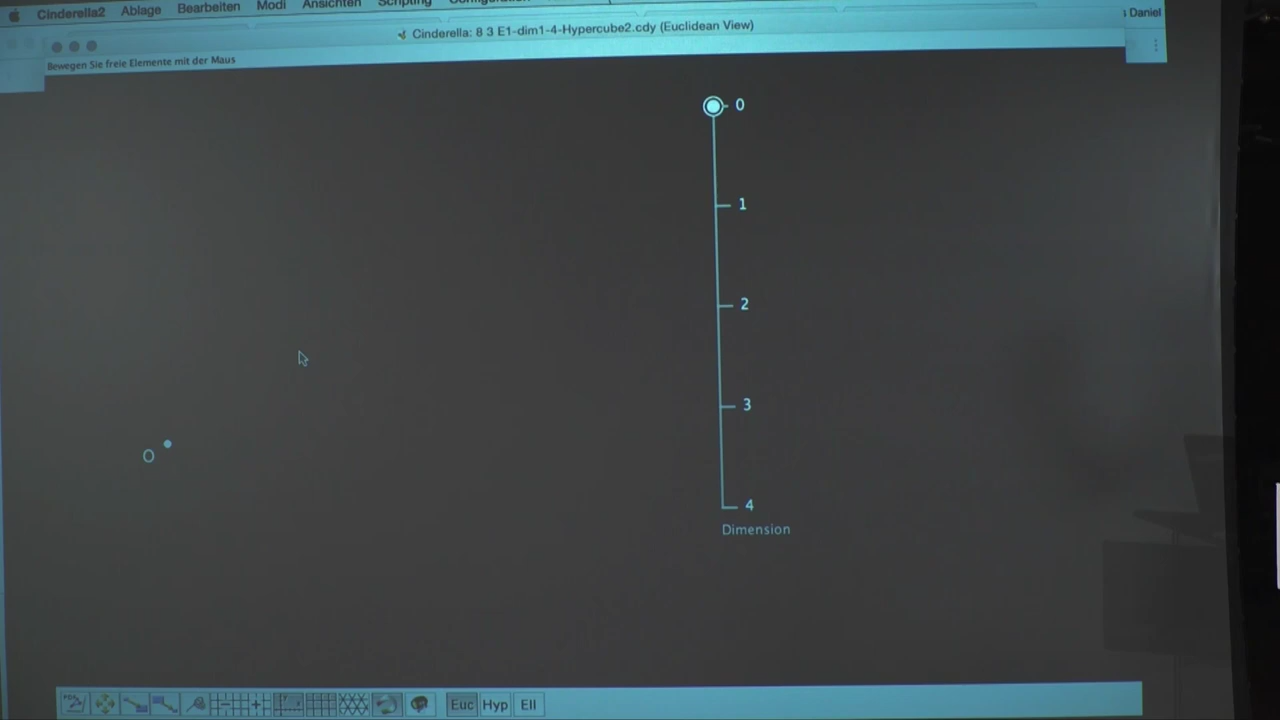 Cinderella2 Ablage Bearbeiten Modi Ansichten Scripting
Daniel
Cinderella: 8 3 E1-dim1-4-Hypercube2.cdy (Euclidean View)
Bewegen Sie freie Elemente mit der Maus
0
1
2
3
4
Dimension
O
Euc Hyp Ell